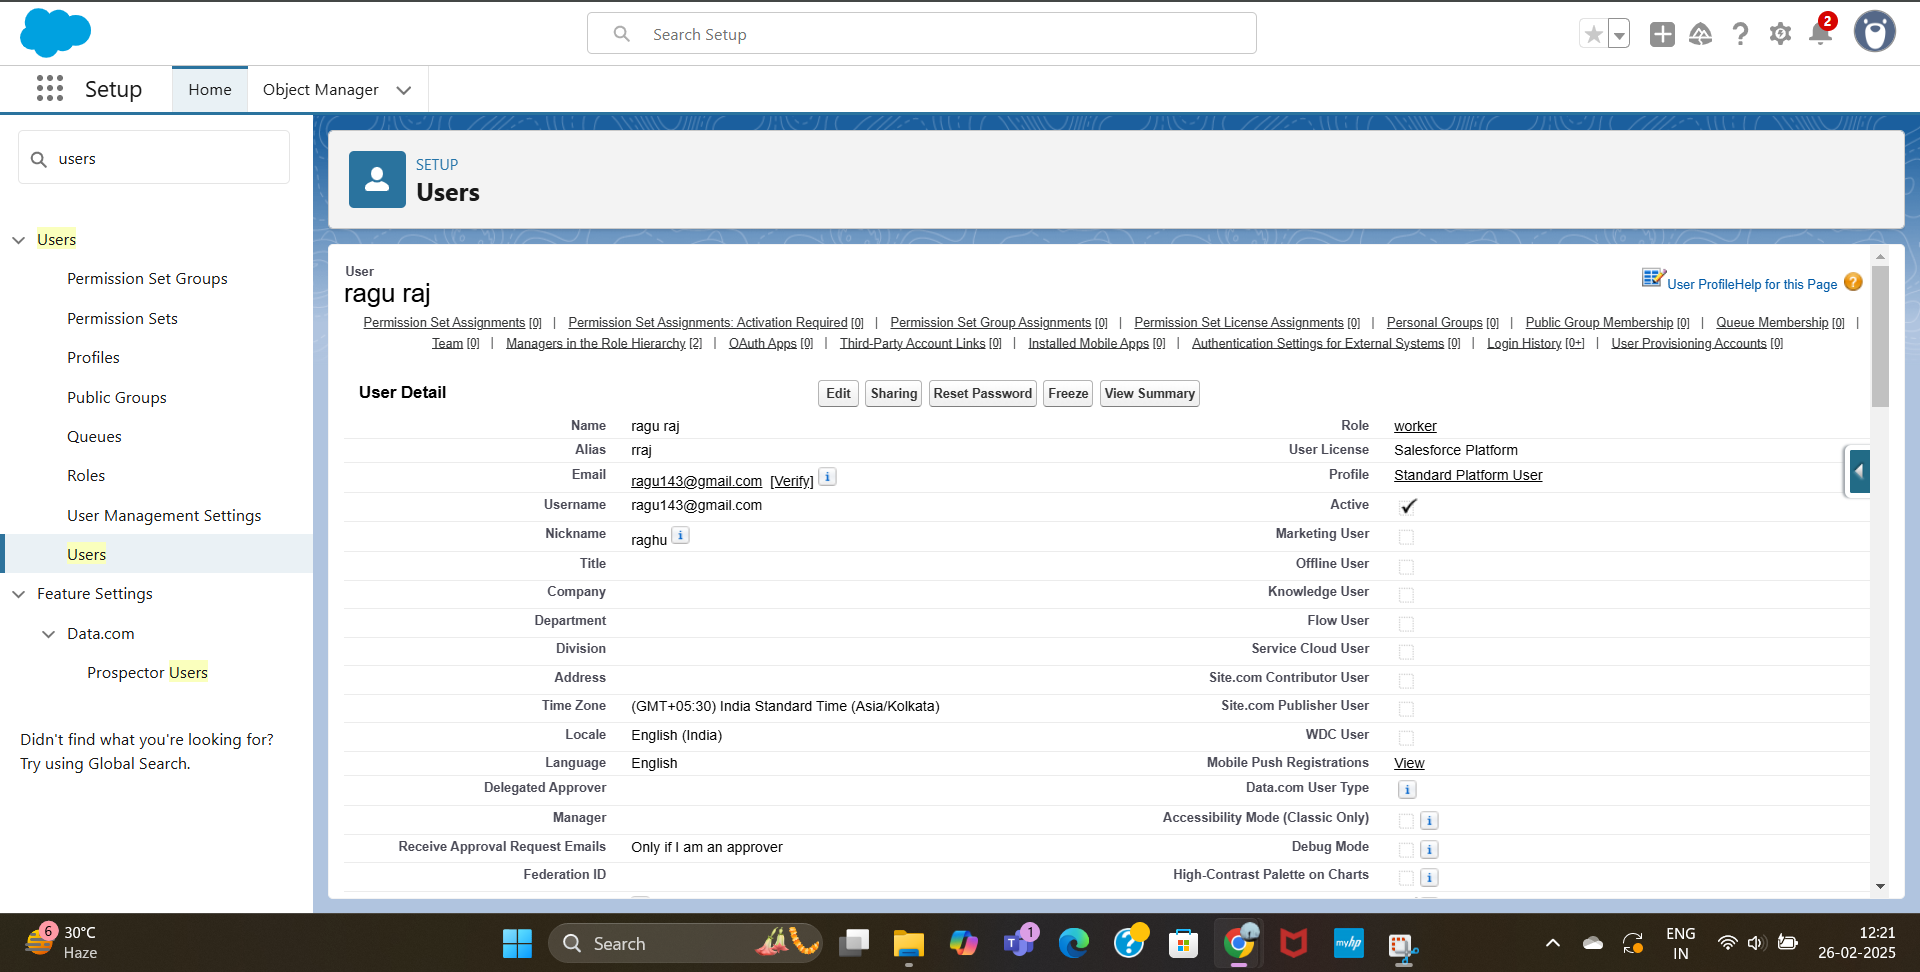 Search Setup
2
Setup
Home
Object Manager
users
Users
Permission Set Groups
Permission Sets
Profiles
Public Groups
Queues
Roles
User Management Settings
Users
Feature Settings
Data.com
Prospector Users
Didn't find what you're looking for?
Try using Global Search.
SETUP
Users
User
ragu raj
User Profile Help for this Page ?
Permission Set Assignments [0] | Permission Set Assignments: Activation Required [0] | Permission Set Group Assignments [0] | Permission Set License Assignments [0] | Personal Groups [0] | Public Group Membership [0] | Queue Membership [0] |
Team [0] | Managers in the Role Hierarchy [2] | OAuth Apps [0] | Third-Party Account Links [0] | Installed Mobile Apps [0] | Authentication Settings for External Systems [0] | Login History [0+] | User Provisioning Accounts [0]
User Detail Edit Sharing Reset Password Freeze View Summary
Name ragu raj Role worker
Alias rraj User License Salesforce Platform
Email ragu143@gmail.com [Verify] i Profile Standard Platform User
Username ragu143@gmail.com Active
Nickname raghu i Marketing User
Title Offline User
Company Knowledge User
Department Flow User
Division Service Cloud User
Address Site.com Contributor User
Time Zone (GMT+05:30) India Standard Time (Asia/Kolkata) Site.com Publisher User
Locale English (India) WDC User
Language English Mobile Push Registrations View
Delegated Approver Data.com User Type i
Manager Accessibility Mode (Classic Only) i
Receive Approval Request Emails Only if I am an approver Debug Mode i
Federation ID High-Contrast Palette on Charts i
6
30°C
Haze
Search
1
myhp
ENG
IN
12:21
26-02-2025